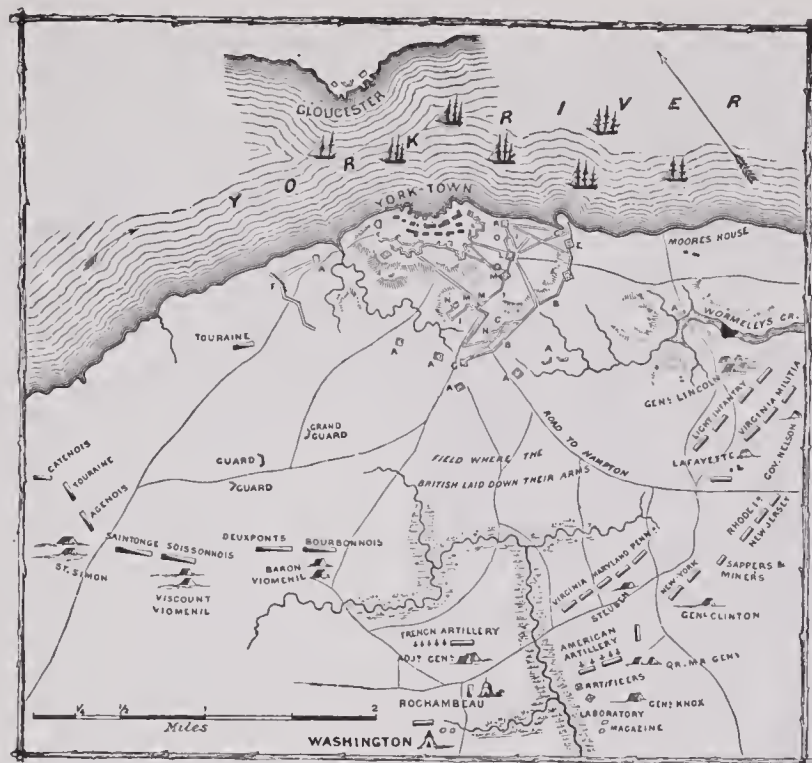 GLOUCESTER
YORK RIVER
YORK-TOWN
MOORES HOUSE
WORMELLYS CR.
TOURAINE
GENL LINCOLN
LIGHT INFANTRY
VIRGINIA MILITIA
GRAND
GUARD
ROAD TO HAMPTON
LAFAYETTE
GOV. NELSON
GUARD
GUARD
FIELD WHERE THE
BRITISH LAID DOWN THEIR ARMS
CATENOIS
TOURAINE
AGENOIS
RHODE ID
NEW JERSEY
SAINTONGE
SOISSONNOIS
DEUXPONTS
BOURBONNOIS
ST. SIMON
VISCOUNT
VIOMENIL
BARON
VIOMENIL
VIRGINIA
MARYLAND
PENNA
STEUBEN
NEW-YORK
SAPPERS &
MINERS
GENL CLINTON
FRENCH ARTILLERY
ADJT GENL
AMERICAN
ARTILLERY
QR. MR GENL
ARTIFICERS
GENL KNOX
ROCHAMBEAU
LABORATORY
MAGAZINE
WASHINGTON
1/4 1/2 1 2
Miles
A
F
A
A
A
A
A
A
O
L
O
M
E
B
B
C
G
N
N
I
M
M